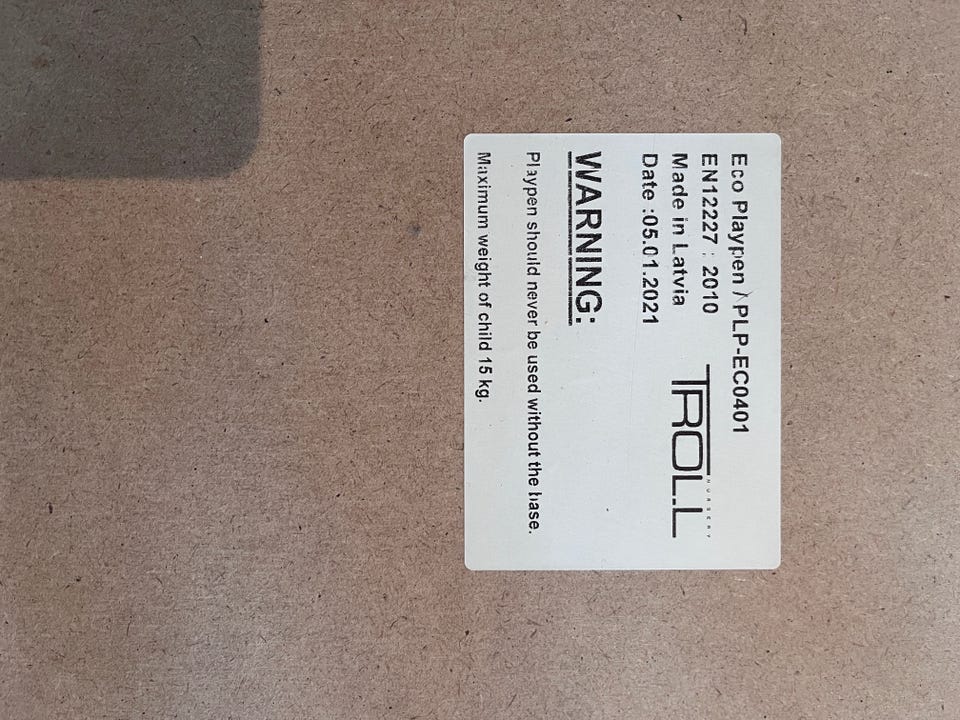 Eco Playpen / PLP-EC0401
EN12227 : 2010
Made in Latvia
Date :05.01.2021
TROLL
NURSERY
WARNING:
Playpen should never be used without the base.
Maximum weight of child 15 kg.